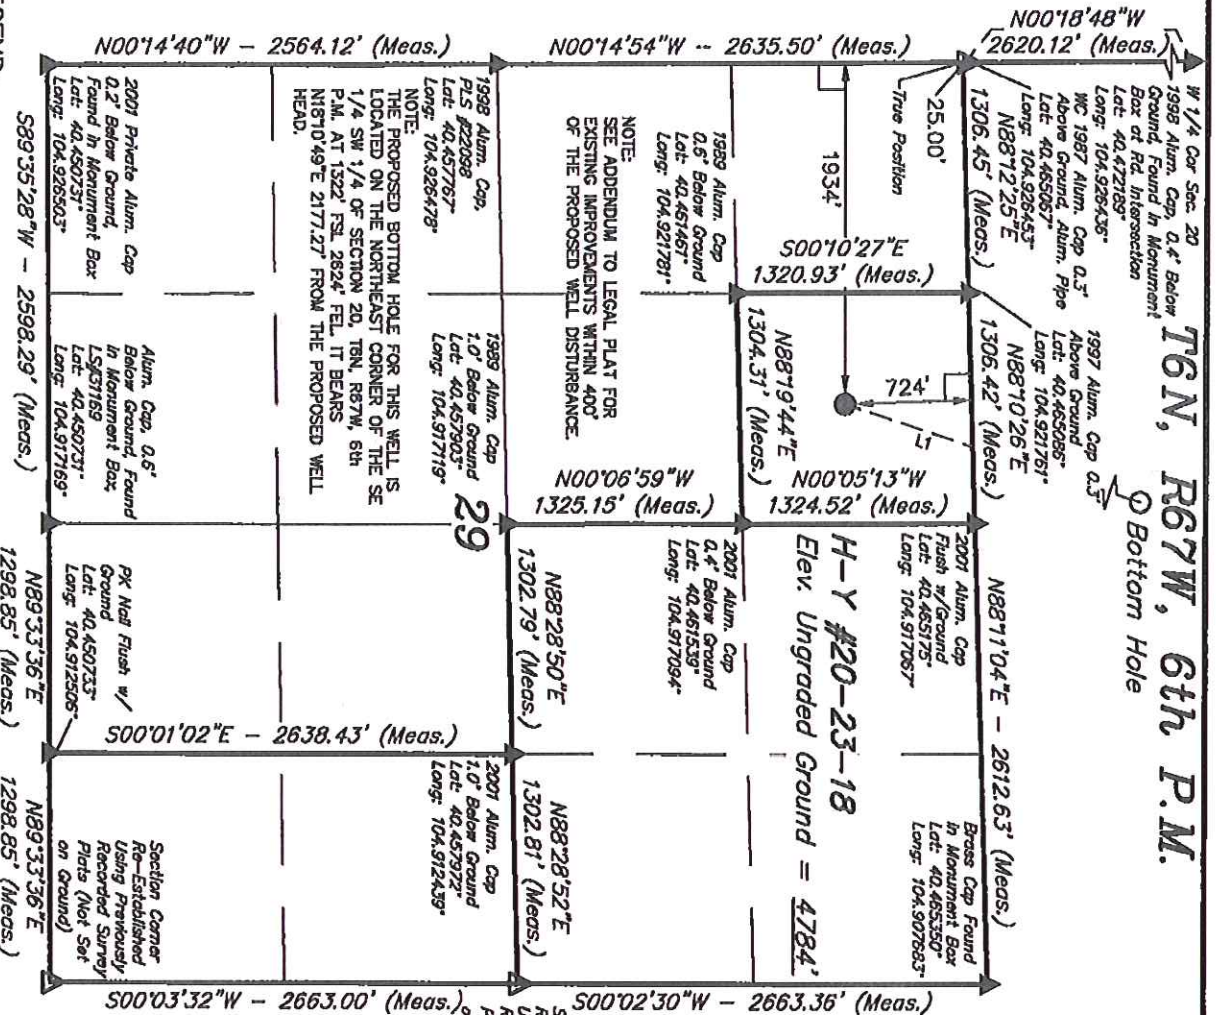 T6N, R67W, 6th P.M.
Bottom Hole
W 1/4 Cor Sec. 20
1998 Alum. Cap, 0.4' Below
Ground, Found in Monument
Box at Rd. Intersection
Lat: 40.472189°
Long: 104.926436°
WC 1987 Alum. Cap 0.3'
Above Ground, Alum. Pipe
Lat: 40.465067°
Long: 104.926453°
N00°18'48"W
2620.12' (Meas.)
N88°12'25"E
1306.45' (Meas.)
25.00'
True Position
1997 Alum. Cap 0.3'
Above Ground
Lat: 40.465086°
Long: 104.921761°
N88°10'26"E
1306.42' (Meas.)
N88°11'04"E - 2612.63' (Meas.)
Brass Cap Found
in Monument Box
Lat: 40.465350°
Long: 104.907683°
2001 Alum. Cap
Flush w/Ground
Lat: 40.465175°
Long: 104.917067°
H-Y #20-23-18
Elev. Ungraded Ground = 4784'
1934'
724'
L1
S00°10'27"E
1320.93' (Meas.)
N00°05'13"W
1324.52' (Meas.)
N88°19'44"E
1304.31' (Meas.)
1989 Alum. Cap
0.6' Below Ground
Lat: 40.461461°
Long: 104.921781°
2001 Alum. Cap
0.4' Below Ground
Lat: 40.461539°
Long: 104.917094°
N00°14'54"W -- 2635.50' (Meas.)
N00°06'59"W
1325.15' (Meas.)
S00°02'30"W - 2663.36' (Meas.)
NOTE:
SEE ADDENDUM TO LEGAL PLAT FOR
EXISTING IMPROVEMENTS WITHIN 400'
OF THE PROPOSED WELL DISTURBANCE.
29
N88°28'50"E
1302.79' (Meas.)
N88°28'52"E
1302.81' (Meas.)
1998 Alum. Cap,
PLS #22098
Lat: 40.457767°
Long: 104.926478°
1989 Alum. Cap
1.0' Below Ground
Lat: 40.457903°
Long: 104.917119°
2001 Alum. Cap
1.0' Below Ground
Lat: 40.457972°
Long: 104.912439°
NOTE:
THE PROPOSED BOTTOM HOLE FOR THIS WELL IS
LOCATED ON THE NORTHEAST CORNER OF THE SE
1/4 SW 1/4 OF SECTION 20, T6N, R67W, 6th
P.M. AT 1322' FSL 2624' FEL. IT BEARS
N18°10'49"E 2177.27' FROM THE PROPOSED WELL
HEAD.
N00°14'40"W - 2564.12' (Meas.)
S00°01'02"E - 2638.43' (Meas.)
S00°03'32"W - 2663.00' (Meas.)
2001 Private Alum. Cap
0.2' Below Ground,
Found in Monument Box
Lat: 40.450731°
Long: 104.926503°
Alum. Cap, 0.6'
Below Ground, Found
in Monument Box,
LS#31169
Lat: 40.450731°
Long: 104.917169°
PK Nail Flush w/
Ground
Lat: 40.450733°
Long: 104.912506°
Section Corner
Re-Established
Using Previously
Recorded Survey
Plats (Not Set
on Ground)
S89°35'28"W - 2598.29' (Meas.)
N89°33'36"E
1298.85' (Meas.)
N89°33'36"E
1298.85' (Meas.)